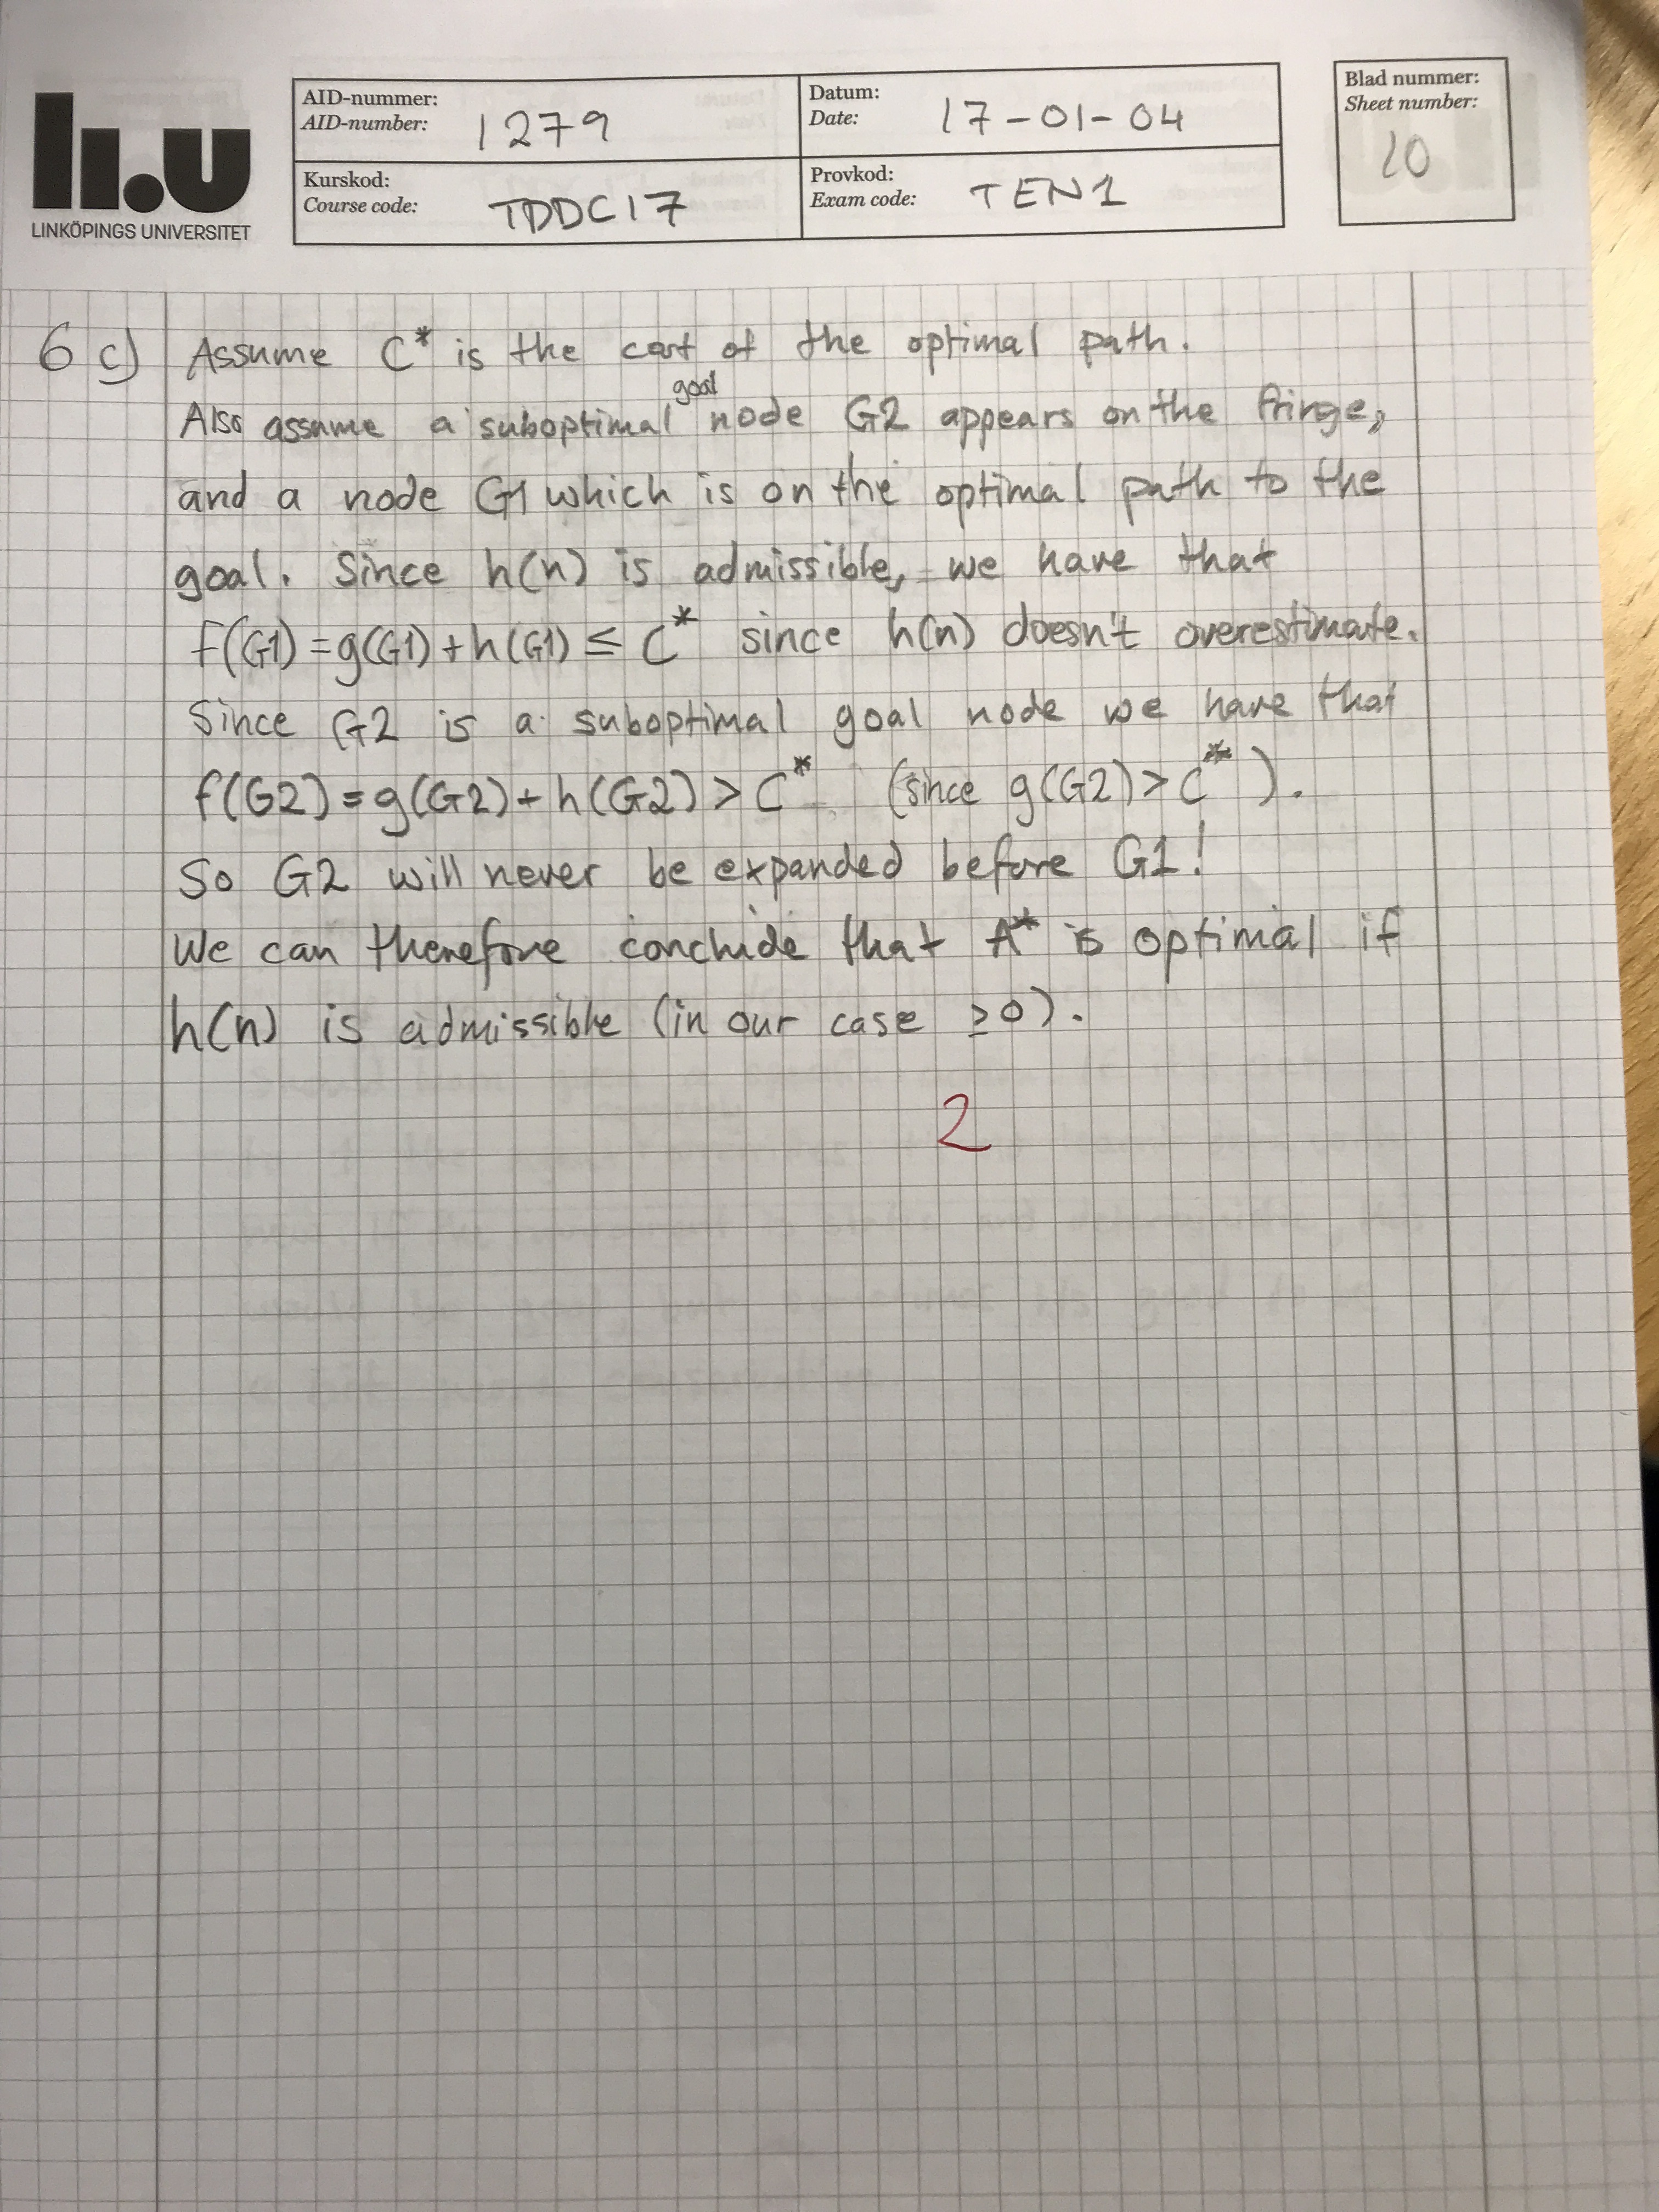 li.u
LINKÖPINGS UNIVERSITET
AID-nummer:
AID-number: 1279
Datum:
Date: 17-01-04
Blad nummer:
Sheet number:
10
Kurskod:
Course code: TDDC17
Provkod:
Exam code: TEN1
6 c) Assume C* is the cost of the optimal path.
Also assume a suboptimal goal node G2 appears on the fringe,
and a node G1 which is on the optimal path to the
goal. Since h(n) is admissible, we have that
f(G1) = g(G1) + h(G1) ≤ C* since h(n) doesn't overestimate.
Since G2 is a suboptimal goal node we have that
f(G2) = g(G2) + h(G2) > C* (since g(G2) > C*).
So G2 will never be expanded before G1!
We can therefore conclude that A* is optimal if
h(n) is admissible (in our case ≥0).
2